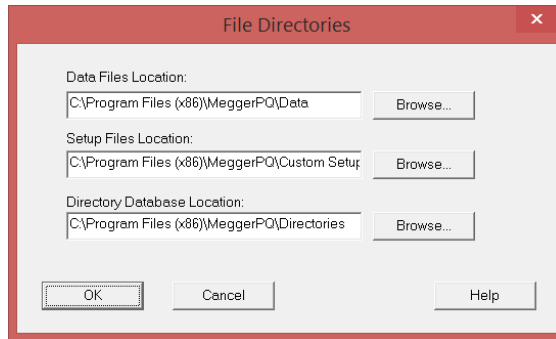 File Directories
x
Data Files Location:
C:\Program Files (x86)\MeggerPQ\Data
Browse...
Setup Files Location:
C:\Program Files (x86)\MeggerPQ\Custom Setup
Browse...
Directory Database Location:
C:\Program Files (x86)\MeggerPQ\Directories
Browse...
OK
Cancel
Help